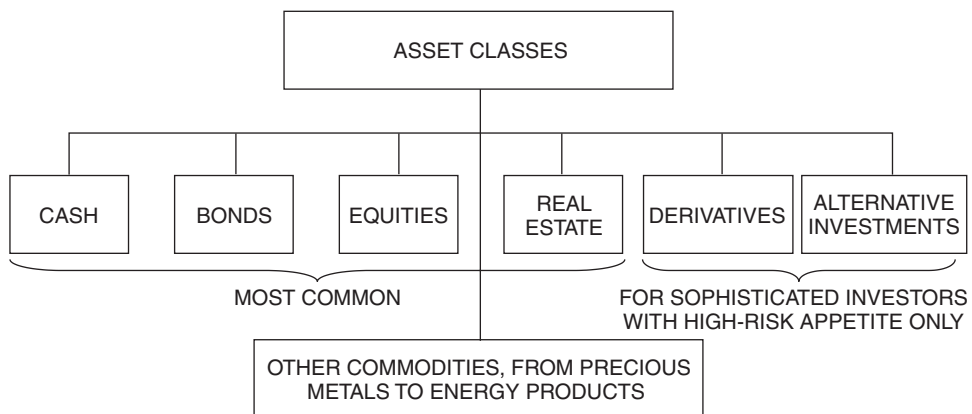 ASSET CLASSES
CASH
BONDS
EQUITIES
REAL
ESTATE
DERIVATIVES
ALTERNATIVE
INVESTMENTS
MOST COMMON
FOR SOPHISTICATED INVESTORS
WITH HIGH-RISK APPETITE ONLY
OTHER COMMODITIES, FROM PRECIOUS
METALS TO ENERGY PRODUCTS